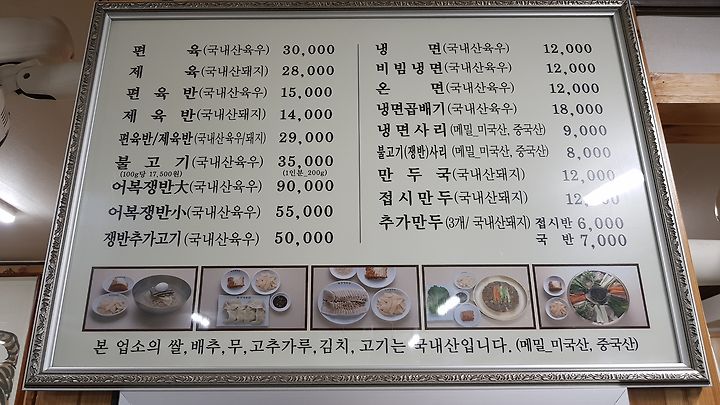 편 육(국내산육우) 30,000
제 육(국내산돼지) 28,000
편 육 반(국내산육우) 15,000
제 육 반(국내산돼지) 14,000
편육반/제육반(국내산육우/돼지) 29,000
불 고 기(국내산육우) 35,000
(100g당 17,500원) (1인분_200g)
어복쟁반大(국내산육우) 90,000
어복쟁반小(국내산육우) 55,000
쟁반추가고기(국내산육우) 50,000
냉 면(국내산육우) 12,000
비빔냉면(국내산육우) 12,000
온 면(국내산육우) 12,000
냉면곱배기(국내산육우) 18,000
냉면사리(메밀_미국산, 중국산) 9,000
불고기(쟁반)사리(메밀_미국산, 중국산) 8,000
만 두 국(국내산돼지) 12,000
접시만두(국내산돼지)
추가만두(3개/국내산돼지) 접시반 6,000
국 반 7,000
본 업소의 쌀,배추,무,고추가루,김치,고기는 국내산입니다.(메밀_미국산, 중국산)